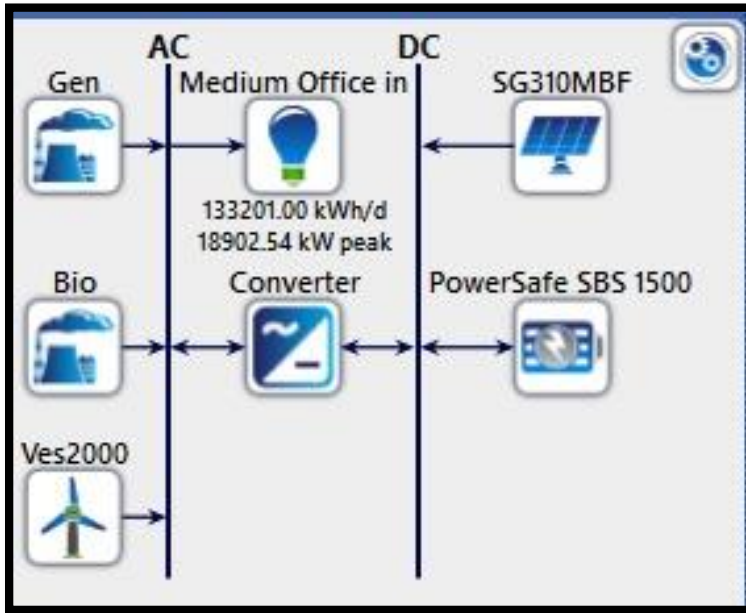 AC
DC
Gen
Medium Office in
SG310MBF
133201.00 kWh/d
18902.54 kW peak
Bio
Converter
PowerSafe SBS 1500
Ves2000